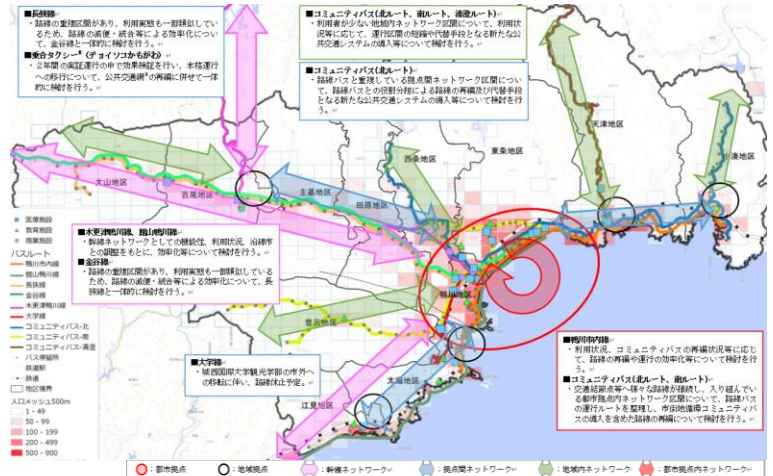 ■長狭線
・路線の重複区間があり、利用実態も一部類似しているため、路線の減便・統合等による効率化について、金谷線と一体的に検討を行う。
■乗合タクシー(チョイソコかもがわ)
・２年間の実証運行の中で効果検証を行い、本格運行への移行について、公共交通網の再編に併せて一体的に検討を行う。
■コミュニティバス(北ルート、南ルート、清澄ルート)
・利用者が少ない地域内ネットワーク区間について、利用状況等に応じて、運行区間の短縮や代替手段となる新たな公共交通システムの導入等について検討を行う。
■コミュニティバス(北ルート)
・路線バスと重複している拠点間ネットワーク区間について、路線バスとの役割分担による路線の再編及び代替手段となる新たな公共交通システムの導入等について検討を行う。
天津地区
小湊地区
東条地区
西条地区
田原地区
主基地区
吉尾地区
大山地区
鴨川地区
曽呂地区
太海地区
江見地区
■木更津鴨川線、館山鴨川線
・幹線ネットワークとしての機能性、利用状況、沿線市との調整をもとに、効率化等について検討を行う。
■金谷線
・路線の重複区間があり、利用実態も一部類似しているため、路線の減便・統合等による効率化について、長狭線と一体的に検討を行う。
■大学線
・城西国際大学観光学部の市外への移転に伴い、路線休止予定。
■鴨川市内線
・利用状況、コミュニティバスの再編状況等に応じて、路線の再編や運行の効率化等について検討を行う。
■コミュニティバス(北ルート、南ルート)
・交通結節点等へ様々な路線が接続し、入り組んでいる都市拠点内ネットワーク区間について、路線バスの運行ルートを整理し、市街地循環コミュニティバスの導入を含めた路線の再編について検討を行う。
医療施設
教育施設
商業施設
バスルート
鴨川市内線
館山鴨川線
長狭線
金谷線
木更津鴨川線
大学線
コミュニティバス-北
コミュニティバス-南
コミュニティバス-清澄
バス停留所
鉄道駅
鉄道
地区境界
人口メッシュ500m
1 - 49
50 - 99
100 - 199
200 - 499
500 - 900
：都市拠点
：地域拠点
：幹線ネットワーク
：拠点間ネットワーク
：地域内ネットワーク
：都市拠点内ネットワーク